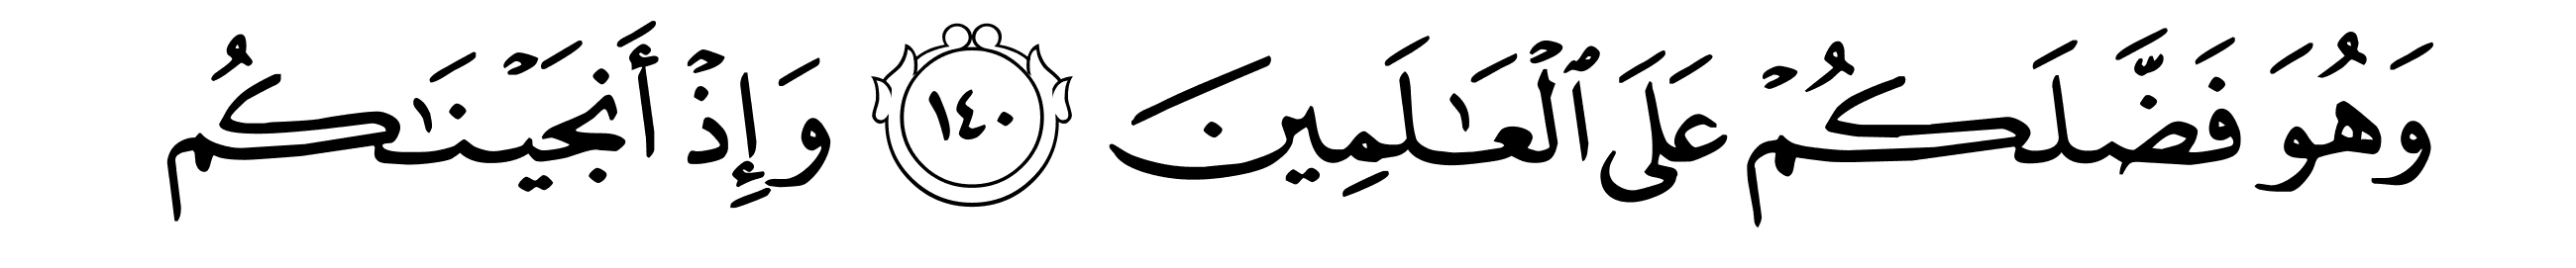 وَهُوَ فَضَّلَكُمْ عَلَى ٱلْعَـٰلَمِينَ ١٤٠ وَإِذْ أَنجَيْنَـٰكُم